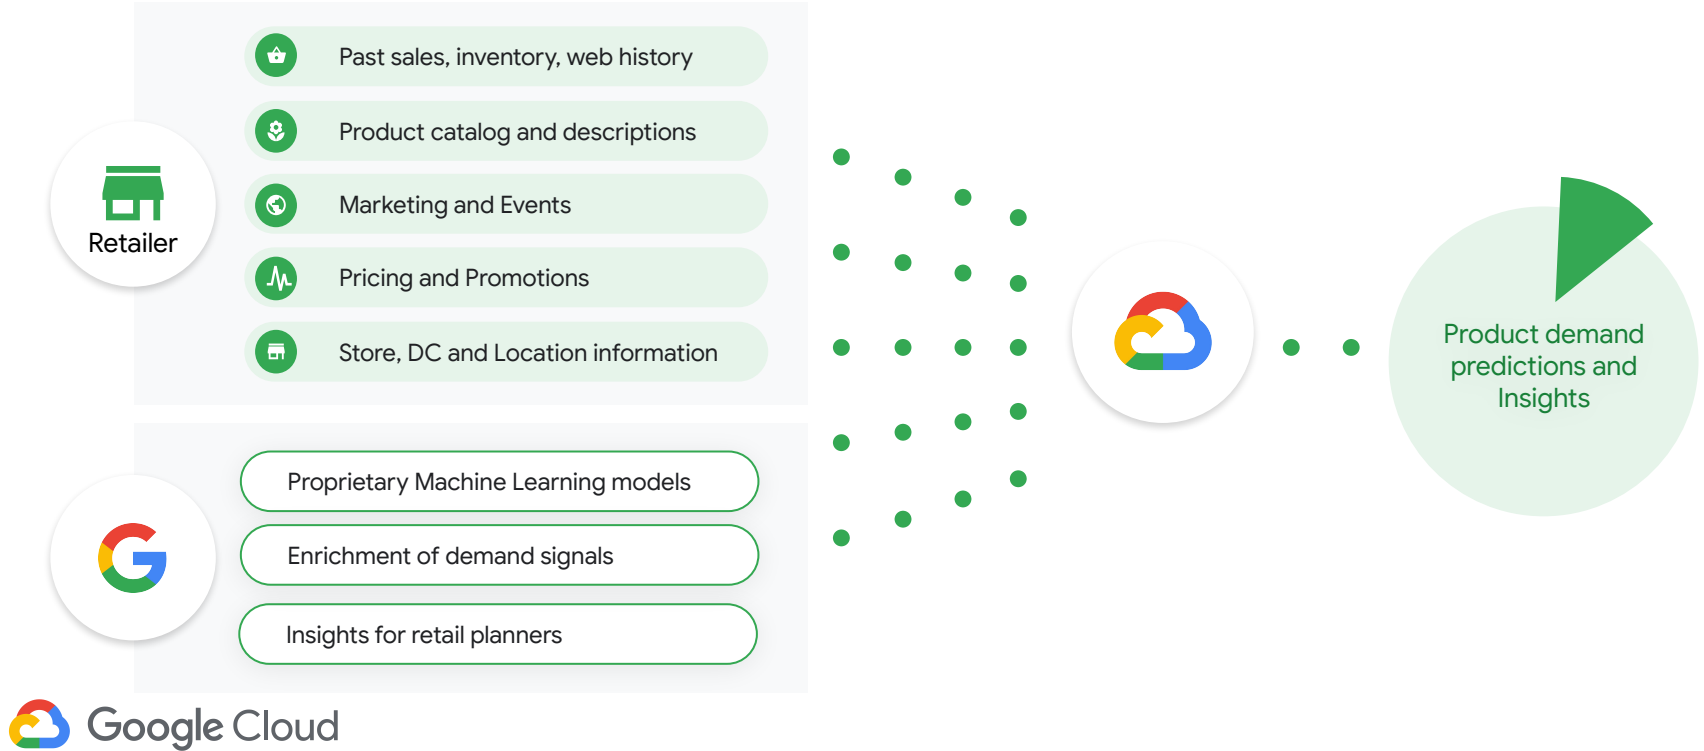 Past sales, inventory, web history
Product catalog and descriptions
Marketing and Events
Pricing and Promotions
Store, DC and Location information
Retailer
Proprietary Machine Learning models
Enrichment of demand signals
Insights for retail planners
Product demand
predictions and
Insights
Google Cloud